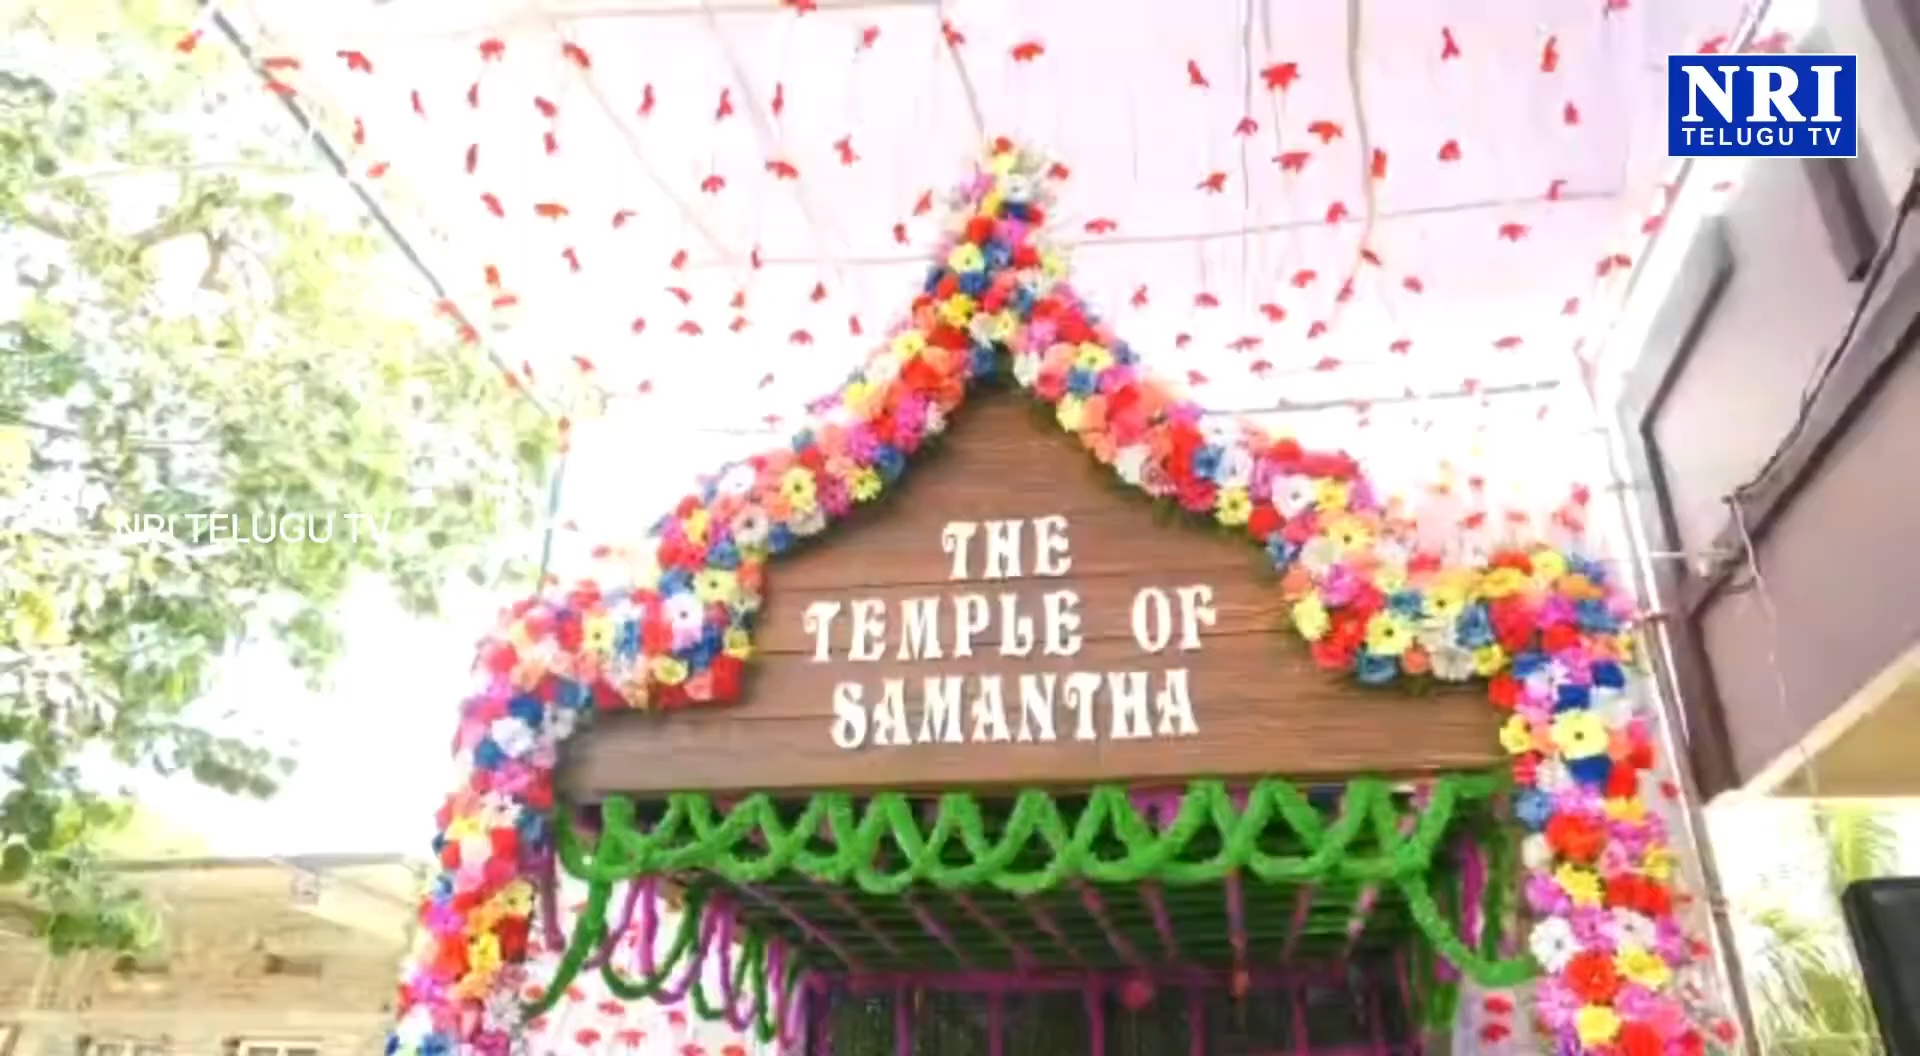 NRI
TELUGU TV
NRI TELUGU TV
THE
TEMPLE OF
SAMANTHA